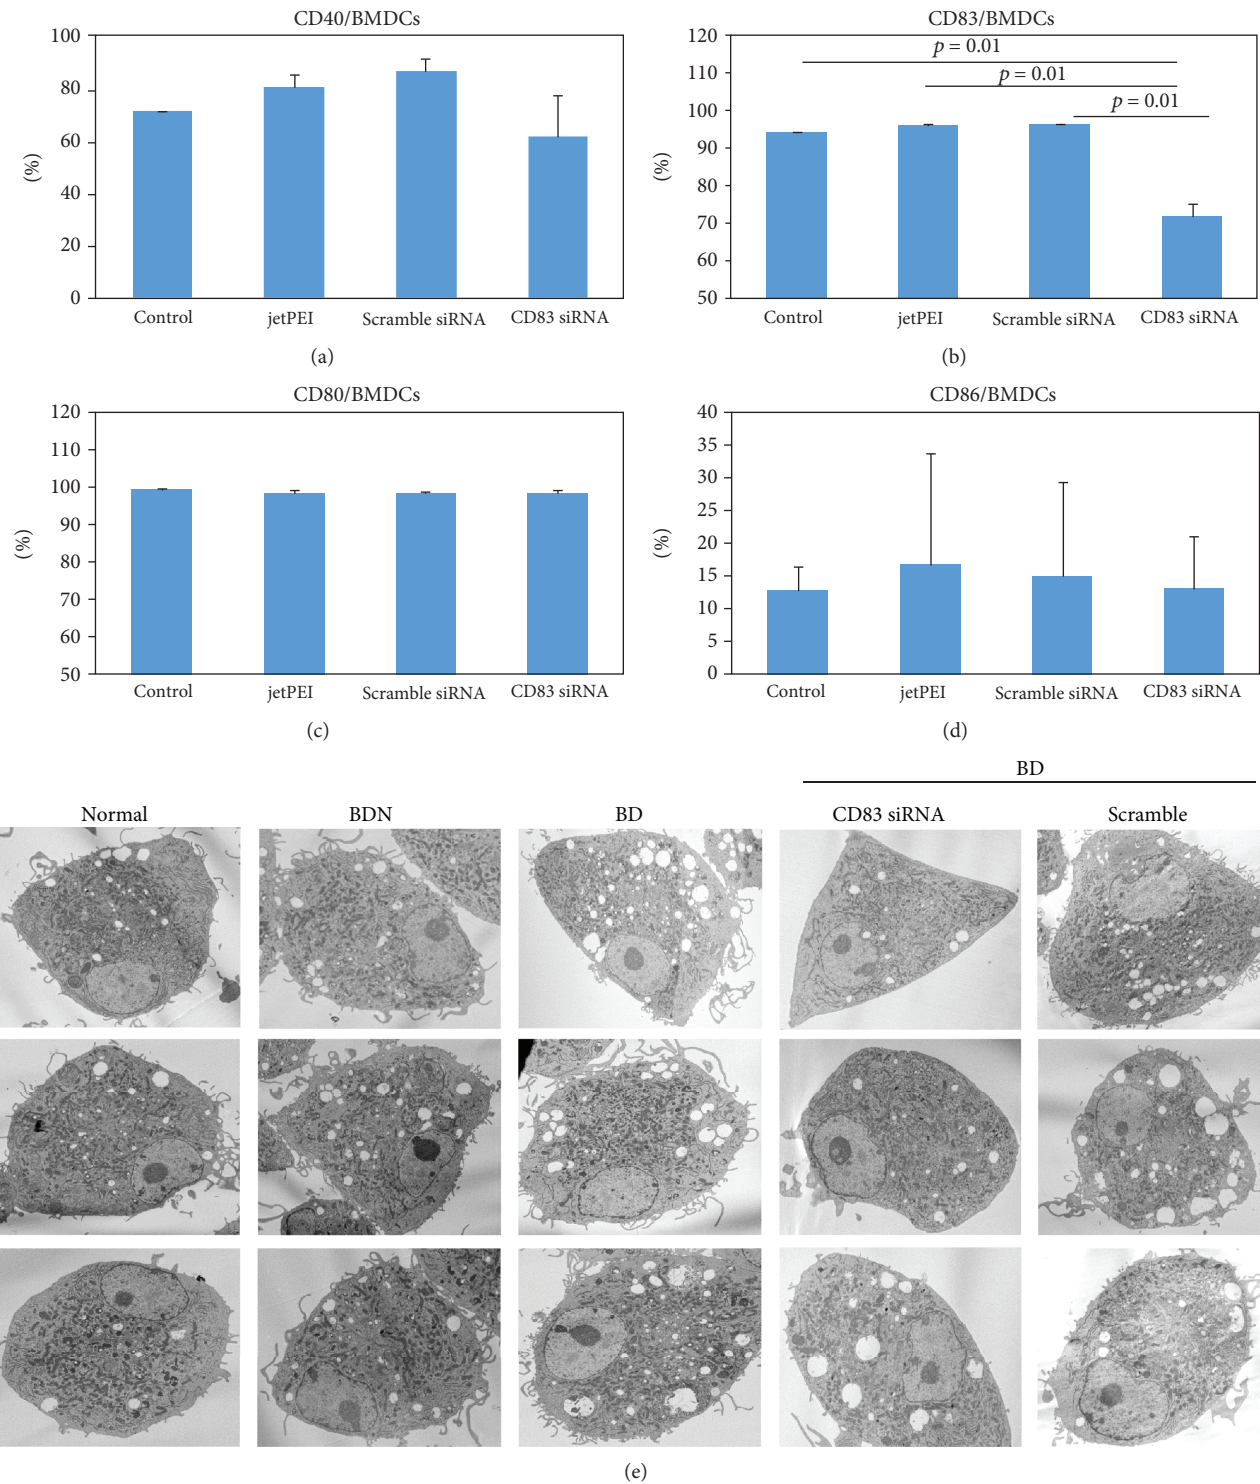 CD40/BMDCs
100
80
60
40
20
0
(%)
Control
jetPEI
Scramble siRNA
CD83 siRNA
(a)
CD83/BMDCs
120
110
100
90
80
70
60
50
(%)
p = 0.01
p = 0.01
p = 0.01
Control
jetPEI
Scramble siRNA
CD83 siRNA
(b)
CD80/BMDCs
120
110
100
90
80
70
60
50
(%)
Control
jetPEI
Scramble siRNA
CD83 siRNA
(c)
CD86/BMDCs
40
35
30
25
20
15
10
5
0
(%)
Control
jetPEI
Scramble siRNA
CD83 siRNA
(d)
BD
Normal
BDN
BD
CD83 siRNA
Scramble
(e)